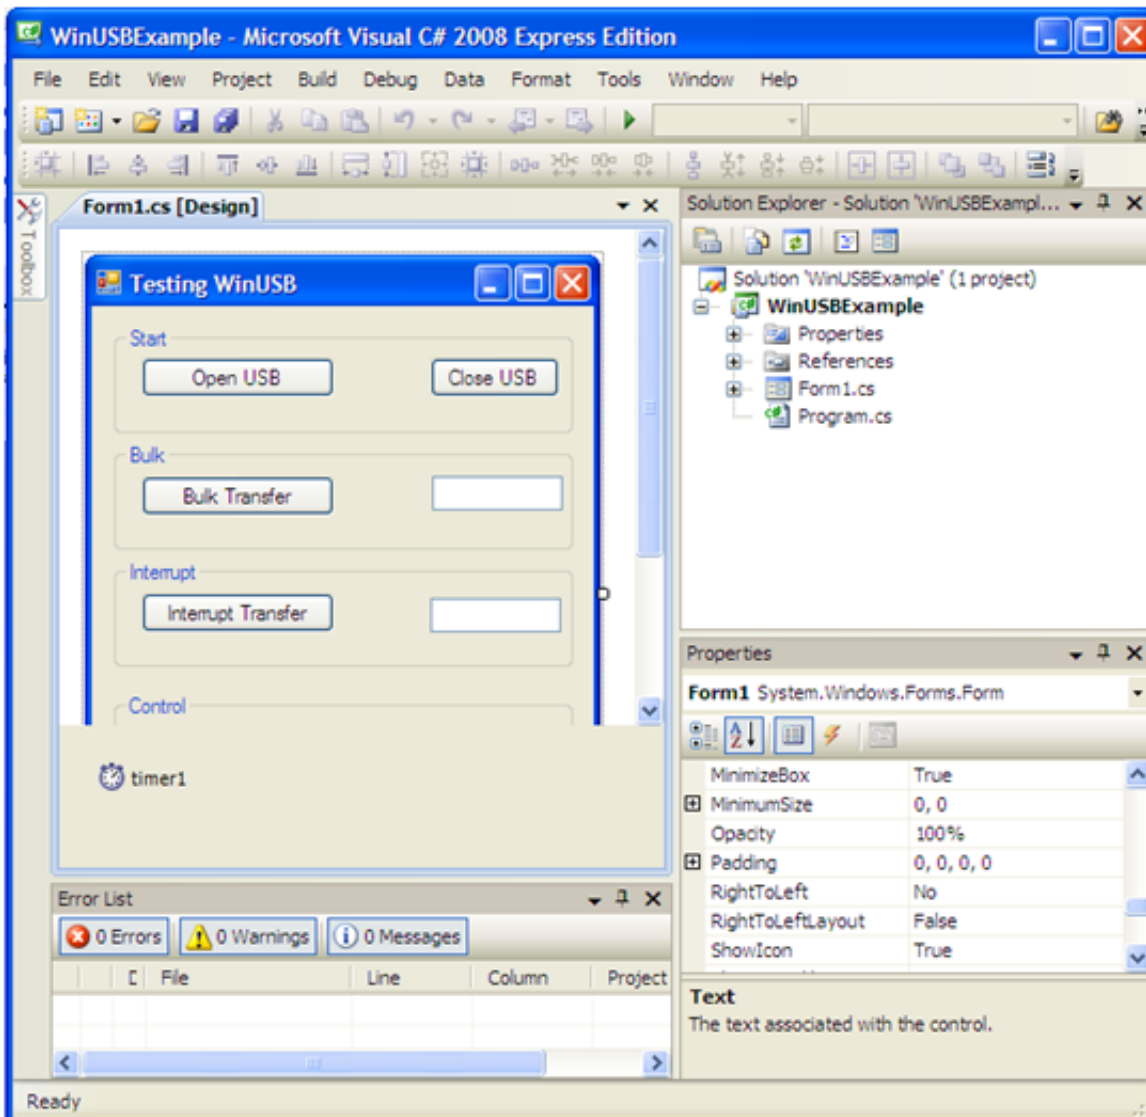 WinUSBExample - Microsoft Visual C# 2008 Express Edition
File Edit View Project Build Debug Data Format Tools Window Help
Toolbox
Form1.cs [Design]
Testing WinUSB
Start
Open USB Close USB
Bulk
Bulk Transfer
Interrupt
Interrupt Transfer
Control
timer1
Error List
0 Errors 0 Warnings 0 Messages
File Line Column Project
Solution Explorer - Solution 'WinUSBExampl...
Solution 'WinUSBExample' (1 project)
WinUSBExample
Properties
References
Form1.cs
Program.cs
Properties
Form1 System.Windows.Forms.Form
MinimizeBox True
MinimumSize 0, 0
Opacity 100%
Padding 0, 0, 0, 0
RightToLeft No
RightToLeftLayout False
ShowIcon True
Text
The text associated with the control.
Ready